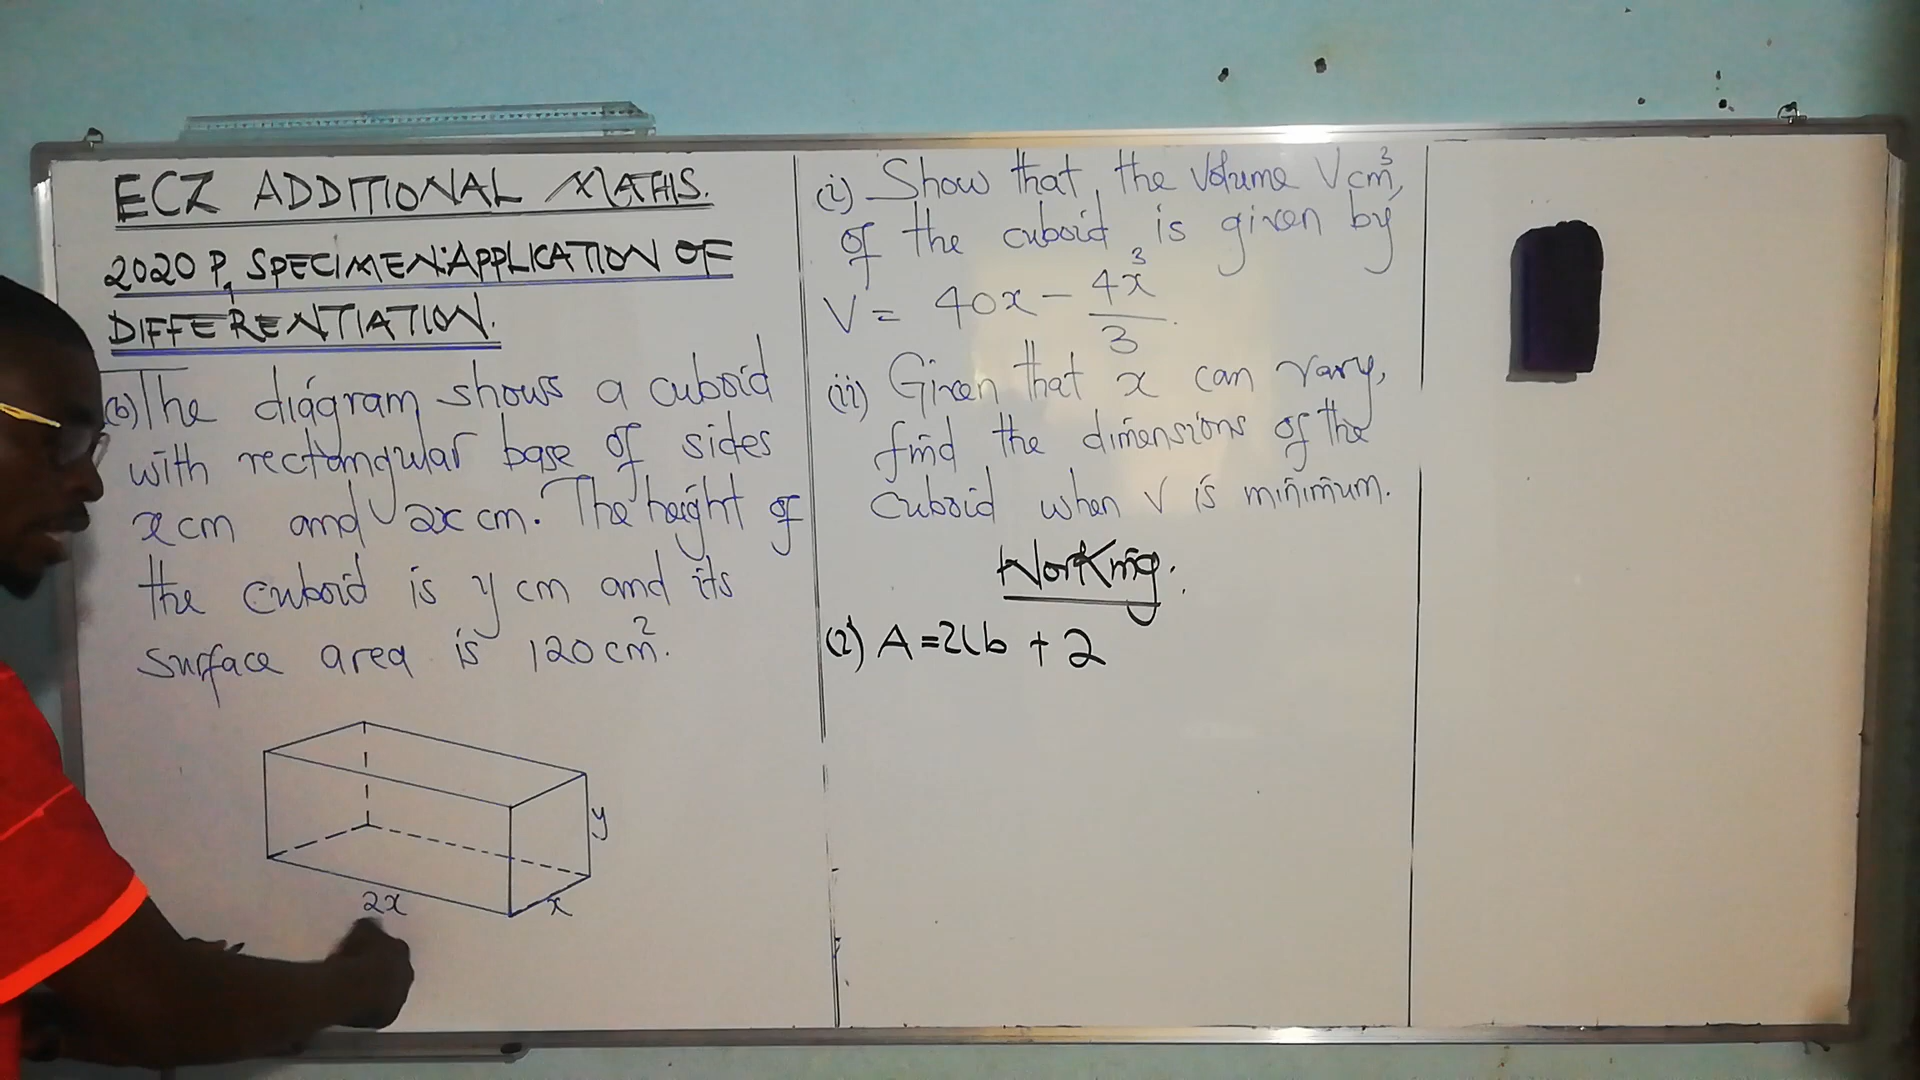 ECZ ADDITIONAL MATHS.
2020 P1 SPECIMEN: APPLICATION OF
DIFFERENTIATION.
(b) The diagram shows a cuboid
with rectangular base of sides
x cm and 2x cm. The height of
the cuboid is y cm and its
surface area is 120 cm².
y
2x
x
(i) Show that, the volume V cm³,
of the cuboid is given by
V = 40x - 4x³/3.
(ii) Given that x can vary,
find the dimensions of the
cuboid when V is minimum.
Working.
(i) A = 2lb + 2